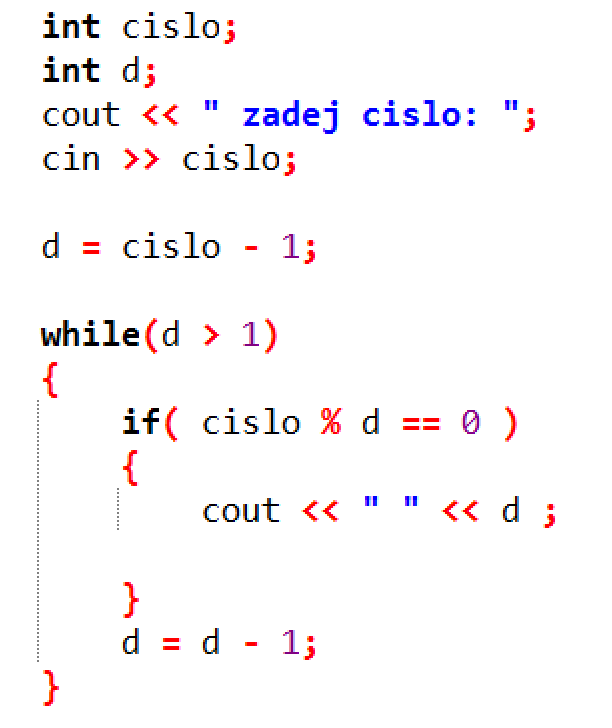 int cislo;
int d;
cout << " zadej cislo: ";
cin >> cislo;
d = cislo - 1;
while(d > 1)
{
if( cislo % d == 0 )
{
cout << " " << d ;
}
d = d - 1;
}